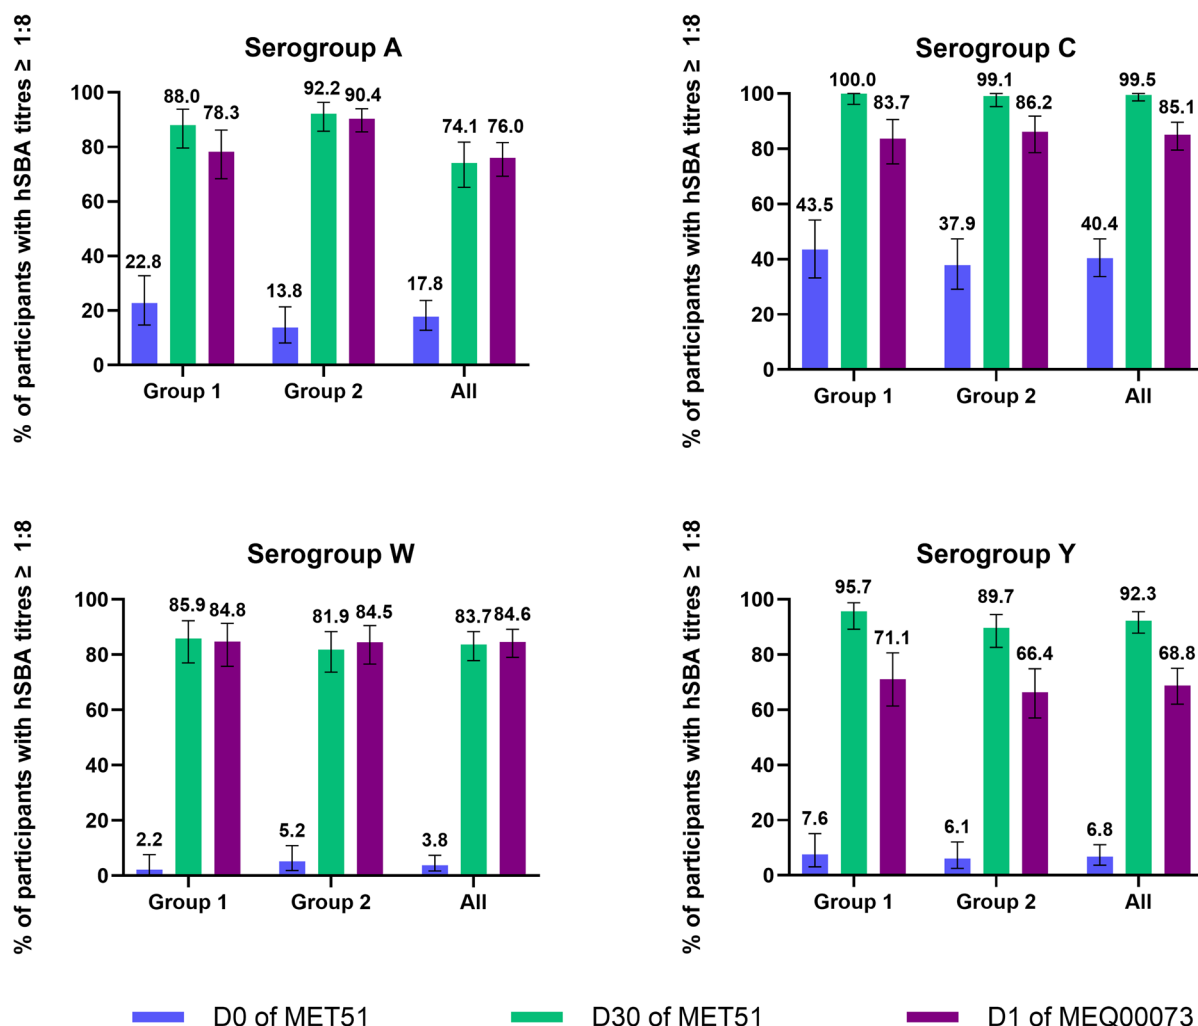 Serogroup A
% of participants with hSBA titres ≥ 1:8
100
80
60
40
20
0
22.8
88.0
78.3
13.8
92.2
90.4
17.8
74.1
76.0
Group 1
Group 2
All
Serogroup C
% of participants with hSBA titres ≥ 1:8
100
80
60
40
20
0
43.5
100.0
83.7
37.9
99.1
86.2
40.4
99.5
85.1
Group 1
Group 2
All
Serogroup W
% of participants with hSBA titres ≥ 1:8
100
80
60
40
20
0
2.2
85.9
84.8
5.2
81.9
84.5
3.8
83.7
84.6
Group 1
Group 2
All
Serogroup Y
% of participants with hSBA titres ≥ 1:8
100
80
60
40
20
0
7.6
95.7
71.1
6.1
89.7
66.4
6.8
92.3
68.8
Group 1
Group 2
All
D0 of MET51
D30 of MET51
D1 of MEQ00073